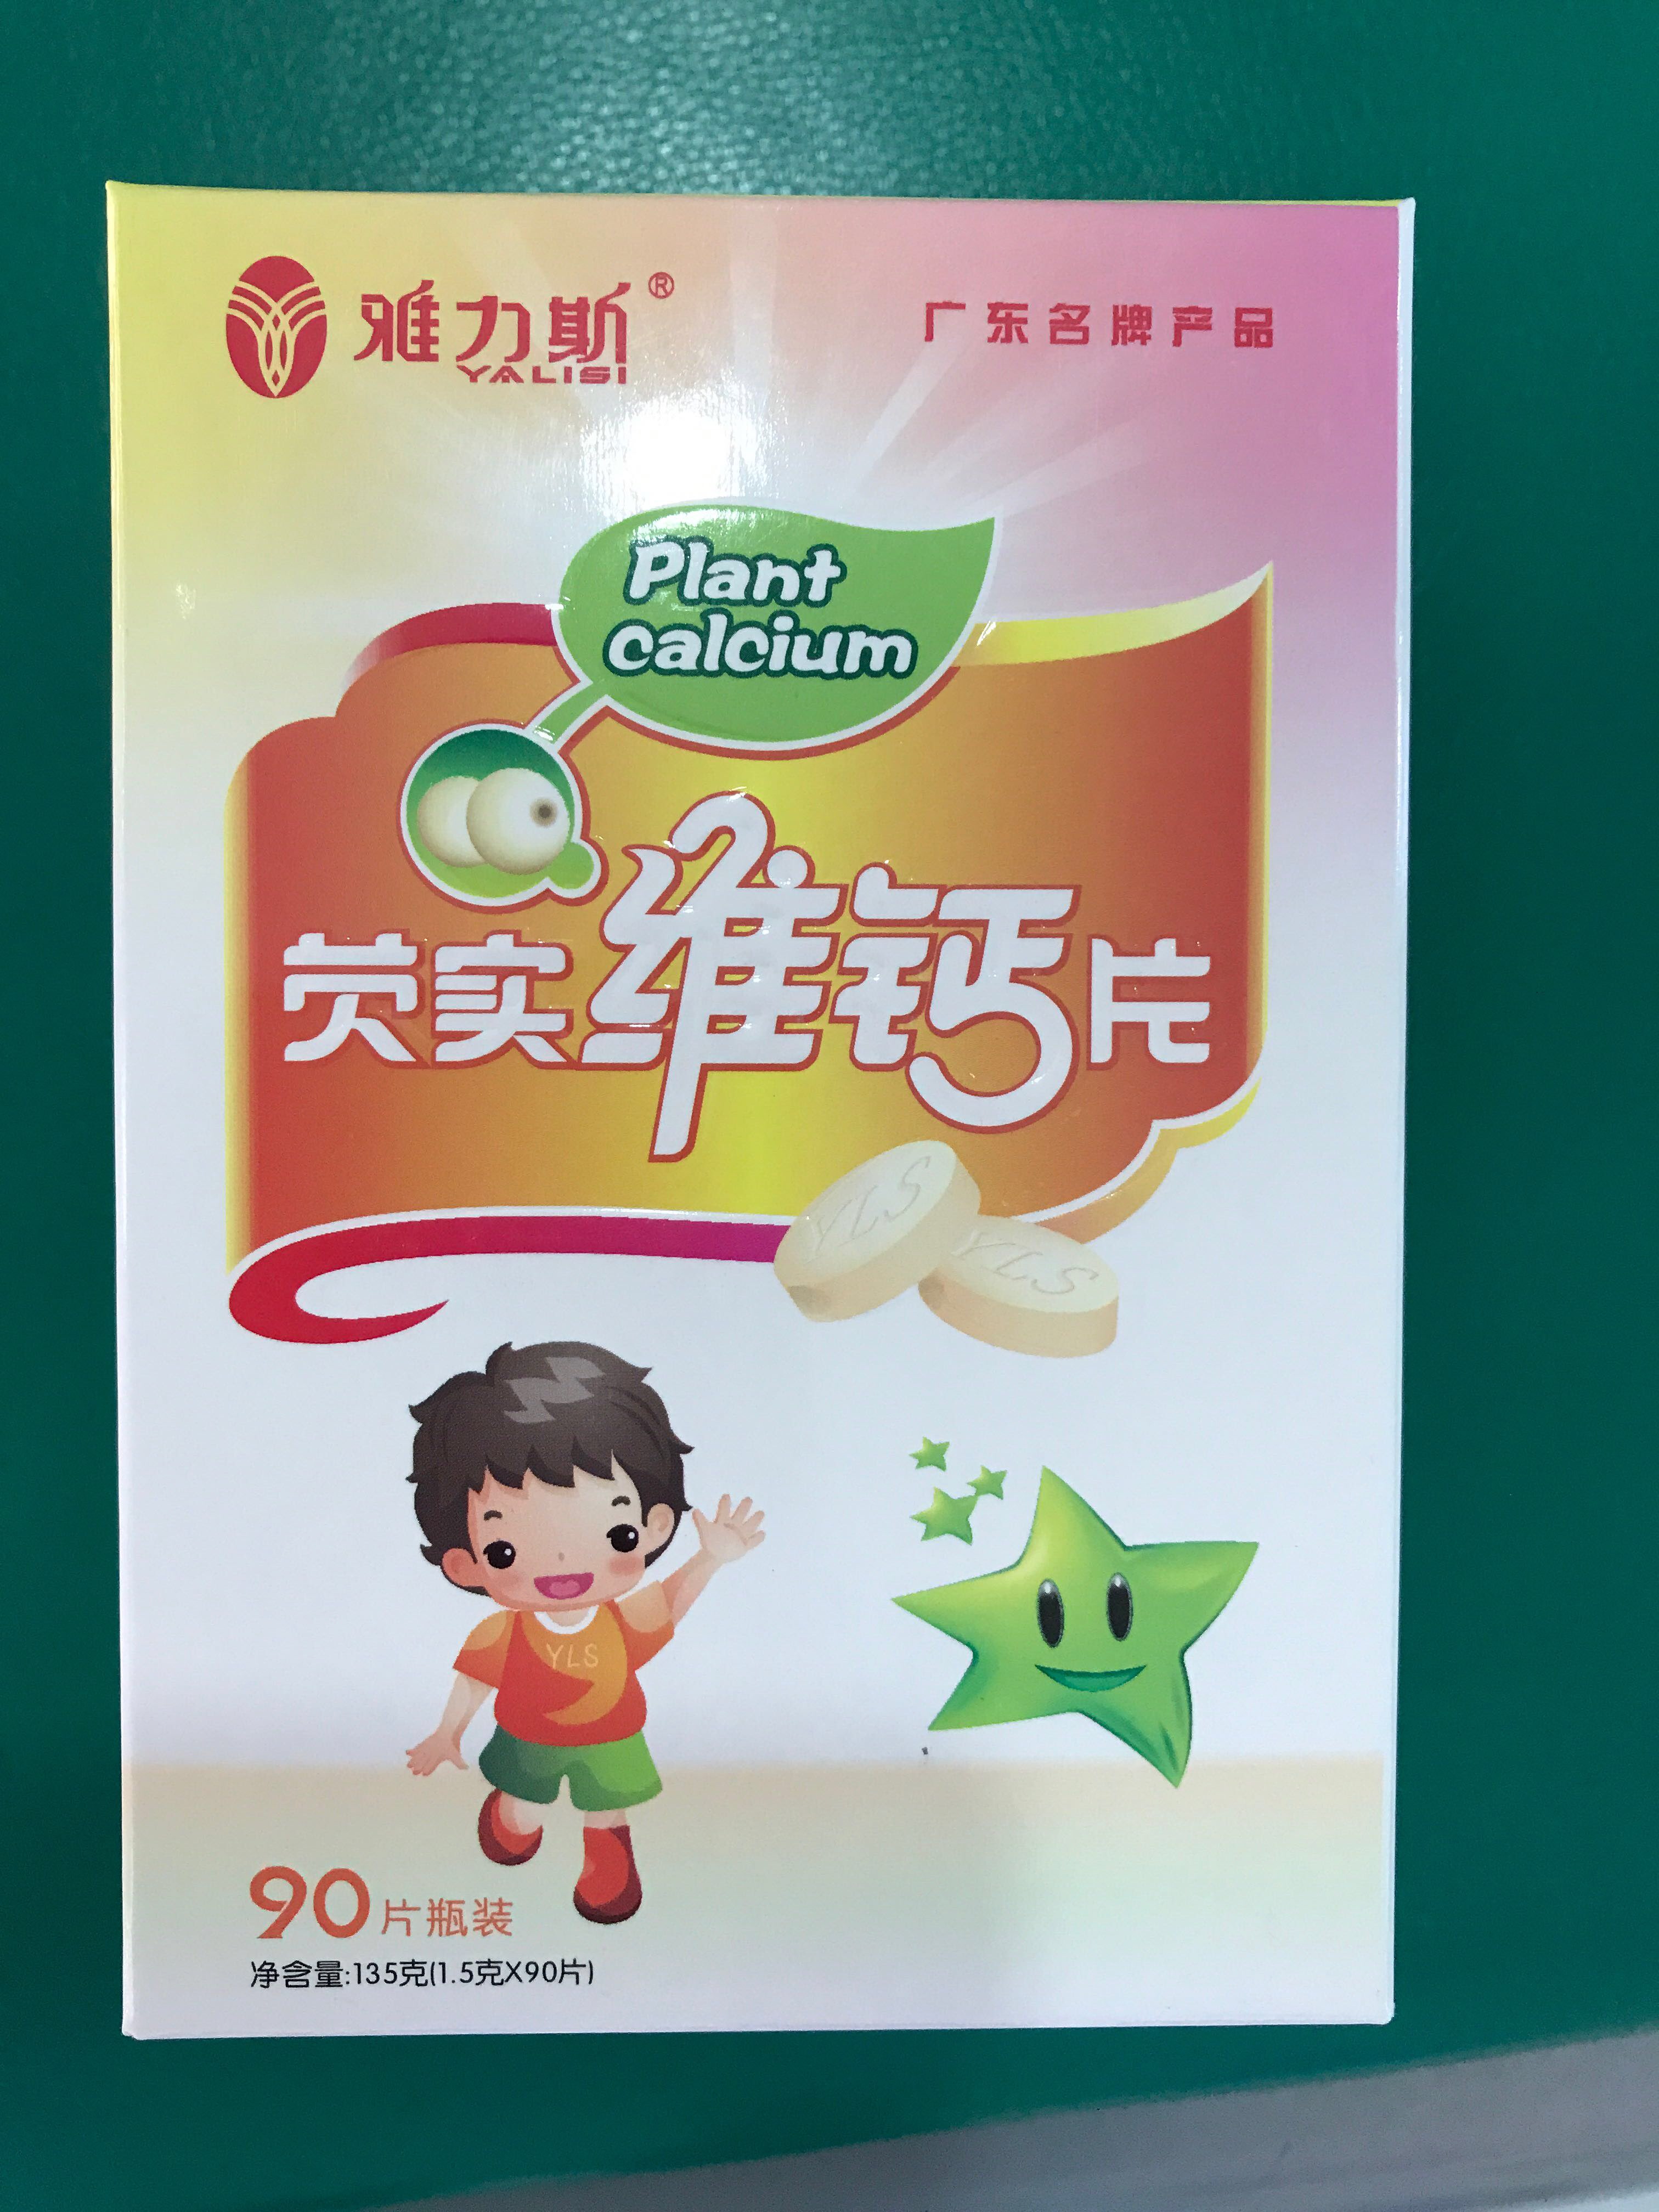 雅力斯®
YALISI
广东名牌产品
Plant
calcium
芡实维钙片
YLS
YLS
YLS
90片瓶装
净含量:135克(1.5克X90片)